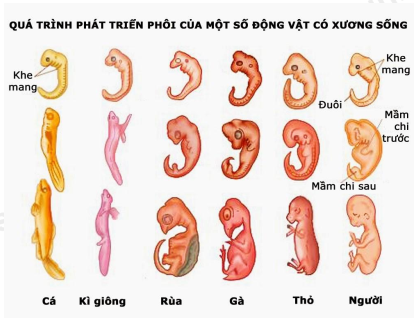 QUÁ TRÌNH PHÁT TRIỂN PHÔI CỦA MỘT SỐ ĐỘNG VẬT CÓ XƯƠNG SỐNG
Khe
mang
Khe
mang
Đuôi
Mầm chi
trước
Mầm chi sau
Cá
Kì giông
Rùa
Gà
Thỏ
Người